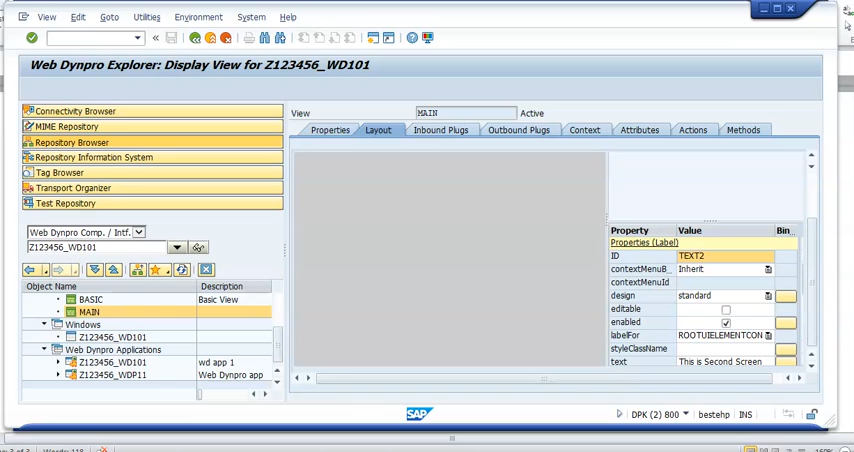 View Edit Goto Utilities Environment System Help
Web Dynpro Explorer: Display View for Z123456_WD101
Connectivity Browser
MIME Repository
Repository Browser
Repository Information System
Tag Browser
Transport Organizer
Test Repository
Web Dynpro Comp. / Intf.
Z123456_WD101
Object Name Description
BASIC Basic View
MAIN
Windows
Z123456_WD101
Web Dynpro Applications
Z123456_WD101 wd app 1
Z123456_WDP11 Web Dynpro app
View MAIN Active
Properties Layout Inbound Plugs Outbound Plugs Context Attributes Actions Methods
Property Value Bin...
Properties (Label)
ID TEXT2
contextMenuB... Inherit
contextMenuId
design standard
editable
enabled
labelFor ROOTUIELEMENTCON
styleClassName
text This is Second Screen
SAP
DPK (2) 800 bestehp INS